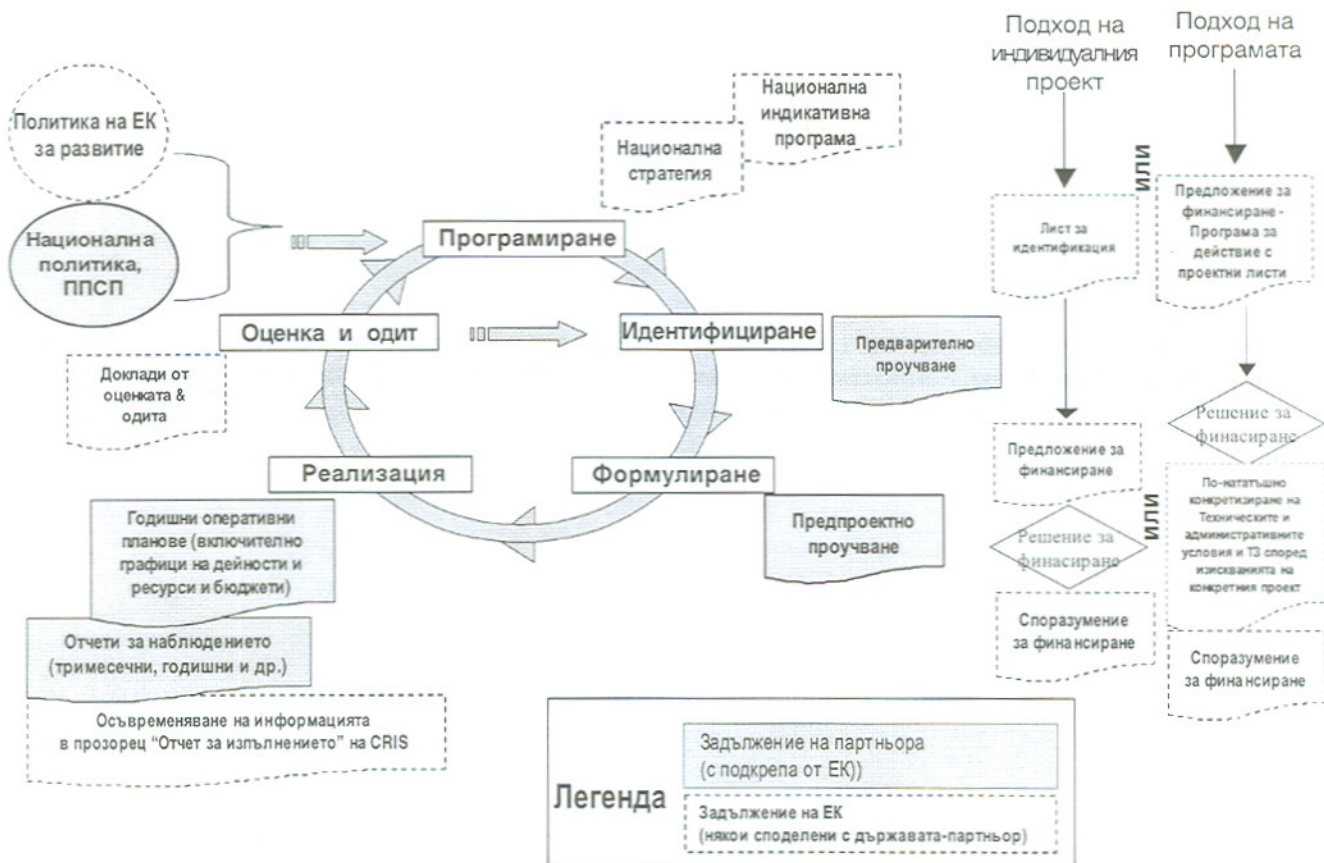 Политика на ЕК
за развитие
Национална
политика,
ППСП
Национална
стратегия
Национална
индикативна
програма
Програмиране
Оценка и одит
Идентифициране
Предварително
проучване
Доклади от
оценката &
одита
Реализация
Формулиране
Предпроектно
проучване
Годишни оперативни
планове (включително
графици на дейности и
ресурси и бюджети)
Отчети за наблюдението
(тримесечни, годишни и др.)
Осъвременяване на информацията
в прозорец “Отчет за изпълнението” на CRIS
Подход на
индивидуалния
проект
Лист за
идентификация
Предложение за
финансиране
Решение за
финасиране
Споразумение
за финансиране
или
или
Подход на
програмата
Предложение за
финансиране -
Програма за
действие с
проектни листи
Решение за
финасиране
По-нататъшно
конкретизиране на
Техническите и
административните
условия и ТЗ според
изискванията на
конкретния проект
Споразумение
за финансиране
Легенда
Задължение на партньора
(с подкрепа от ЕК))
Задължение на ЕК
(някои споделени с държавата-партньор)